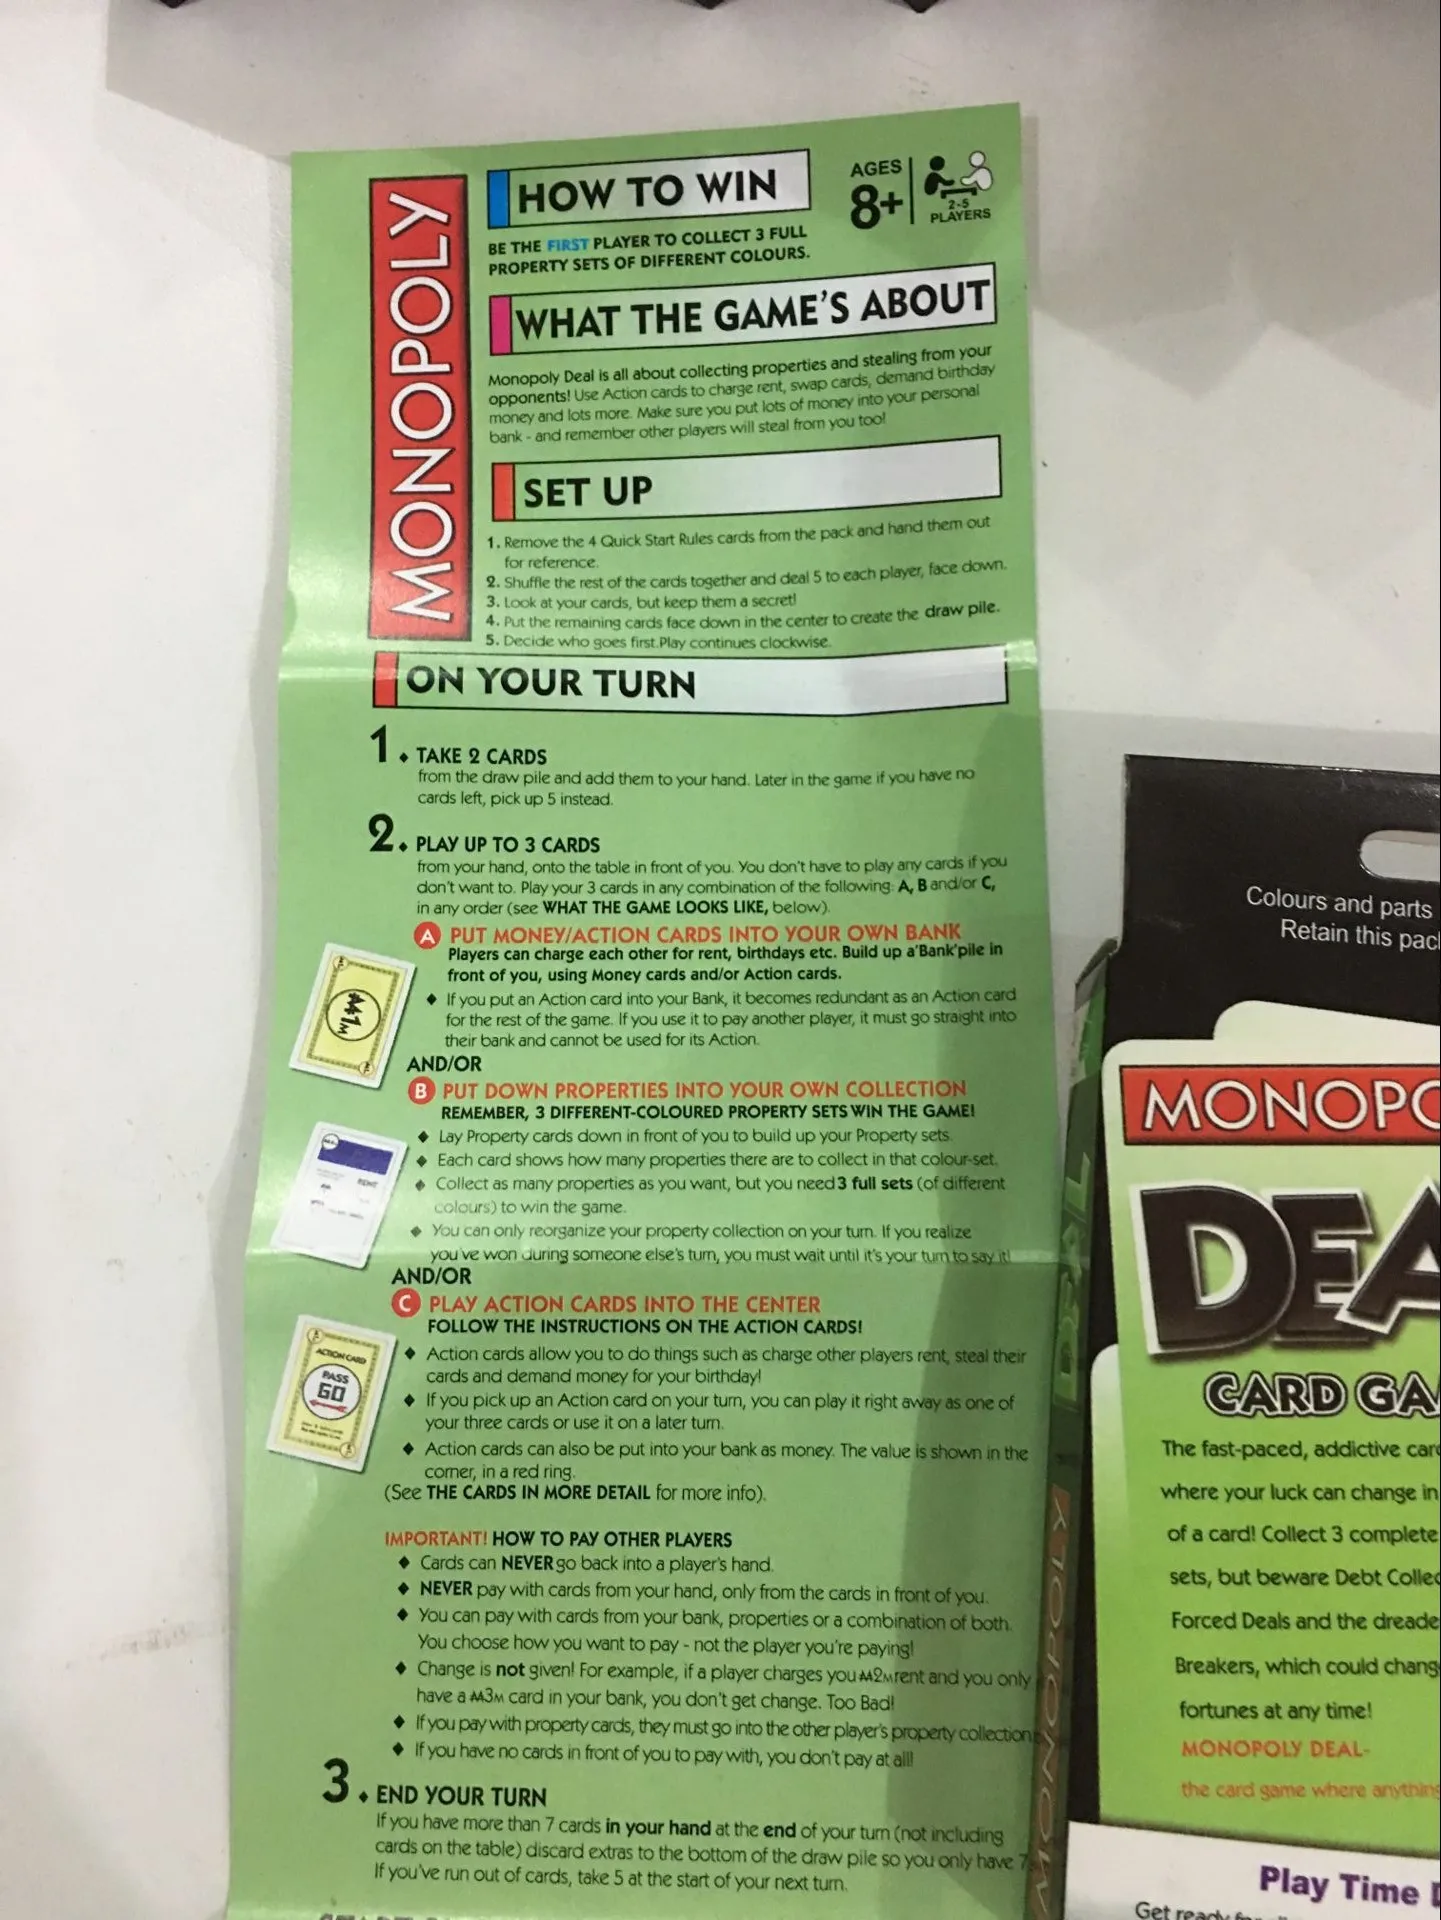 MONOPOLY
HOW TO WIN
AGES
8+
2-5
PLAYERS
BE THE FIRST PLAYER TO COLLECT 3 FULL
PROPERTY SETS OF DIFFERENT COLOURS.
WHAT THE GAME'S ABOUT
Monopoly Deal is all about collecting properties and stealing from your
opponents! Use Action cards to charge rent, swap cards, demand birthday
money and lots more. Make sure you put lots of money into your personal
bank - and remember other players will steal from you too!
SET UP
1. Remove the 4 Quick Start Rules cards from the pack and hand them out
for reference.
2. Shuffle the rest of the cards together and deal 5 to each player, face down.
3. Look at your cards, but keep them a secret!
4. Put the remaining cards face down in the center to create the draw pile.
5. Decide who goes first.Play continues clockwise.
ON YOUR TURN
1. TAKE 2 CARDS
from the draw pile and add them to your hand. Later in the game if you have no
cards left, pick up 5 instead.
2. PLAY UP TO 3 CARDS
from your hand, onto the table in front of you. You don't have to play any cards if you
don't want to. Play your 3 cards in any combination of the following: A, B and/or C,
in any order (see WHAT THE GAME LOOKS LIKE, below).
A PUT MONEY/ACTION CARDS INTO YOUR OWN BANK
Players can charge each other for rent, birthdays etc. Build up a'Bank'pile in
front of you, using Money cards and/or Action cards.
♦ If you put an Action card into your Bank, it becomes redundant as an Action card
for the rest of the game. If you use it to pay another player, it must go straight into
their bank and cannot be used for its Action.
AND/OR
B PUT DOWN PROPERTIES INTO YOUR OWN COLLECTION
REMEMBER, 3 DIFFERENT-COLOURED PROPERTY SETS WIN THE GAME!
♦ Lay Property cards down in front of you to build up your Property sets.
♦ Each card shows how many properties there are to collect in that colour-set.
♦ Collect as many properties as you want, but you need 3 full sets (of different
colours) to win the game.
♦ You can only reorganize your property collection on your turn. If you realize
you've won during someone else's turn, you must wait until it's your turn to say it!
RENT
AND/OR
C PLAY ACTION CARDS INTO THE CENTER
FOLLOW THE INSTRUCTIONS ON THE ACTION CARDS!
♦ Action cards allow you to do things such as charge other players rent, steal their
cards and demand money for your birthday!
♦ If you pick up an Action card on your turn, you can play it right away as one of
your three cards or use it on a later turn.
♦ Action cards can also be put into your bank as money. The value is shown in the
corner, in a red ring.
(See THE CARDS IN MORE DETAIL for more info).
ACTION CARD
PASS
GO
IMPORTANT! HOW TO PAY OTHER PLAYERS
♦ Cards can NEVER go back into a player's hand.
♦ NEVER pay with cards from your hand, only from the cards in front of you.
♦ You can pay with cards from your bank, properties or a combination of both.
You choose how you want to pay - not the player you're paying!
♦ Change is not given! For example, if a player charges you 2M rent and you only
have a 3M card in your bank, you don't get change. Too Bad!
♦ If you pay with property cards, they must go into the other player's property collection
♦ If you have no cards in front of you to pay with, you don't pay at all!
3. END YOUR TURN
If you have more than 7 cards in your hand at the end of your turn (not including
cards on the table) discard extras to the bottom of the draw pile so you only have 7
If you've run out of cards, take 5 at the start of your next turn.
Colours and parts
Retain this pac
MONOPO
DEA
CARD GA
The fast-paced, addictive car
where your luck can change in
of a card! Collect 3 complete
sets, but beware Debt Collec
Forced Deals and the dreade
Breakers, which could chang
fortunes at any time!
MONOPOLY DEAL-
the card game where anything
Play Time
Get ready
DEAL
MONOPOLY
MONOPOLY